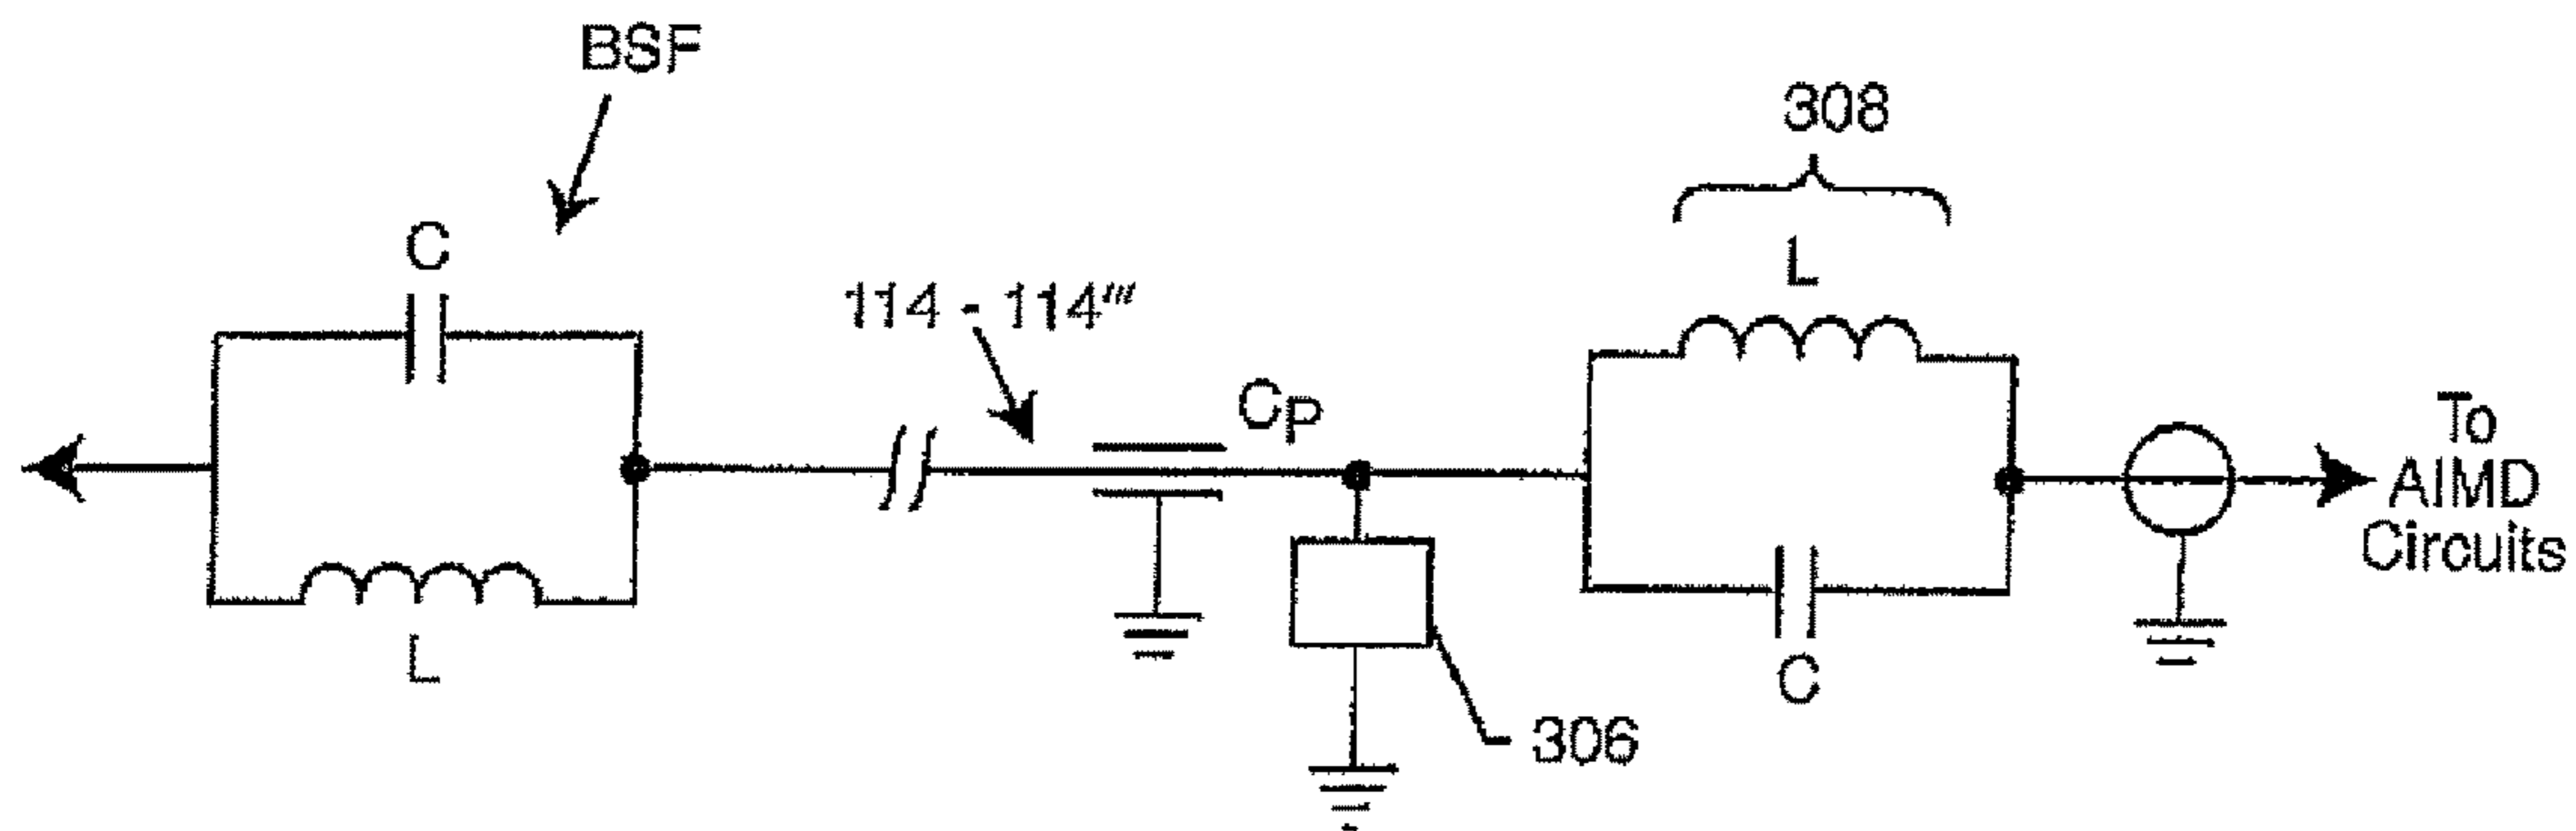 BSF
308
C
L
114 - 114‴
CP
To
AIMD
Circuits
L
C
306